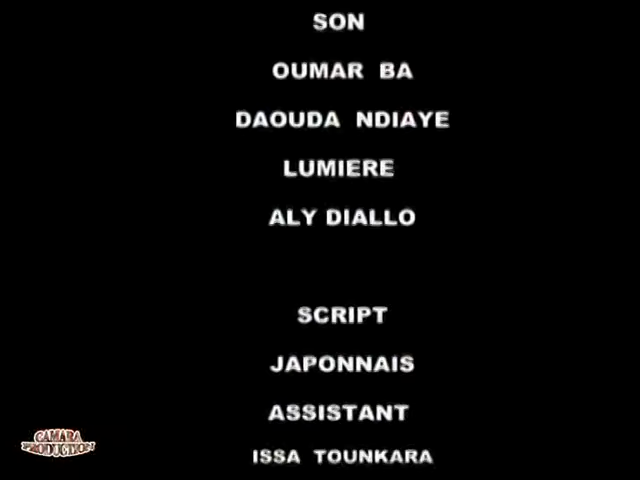 SON
OUMAR BA
DAOUDA NDIAYE
LUMIERE
ALY DIALLO
SCRIPT
JAPONNAIS
ASSISTANT
ISSA TOUNKARA
CAMARA
PRODUCTION